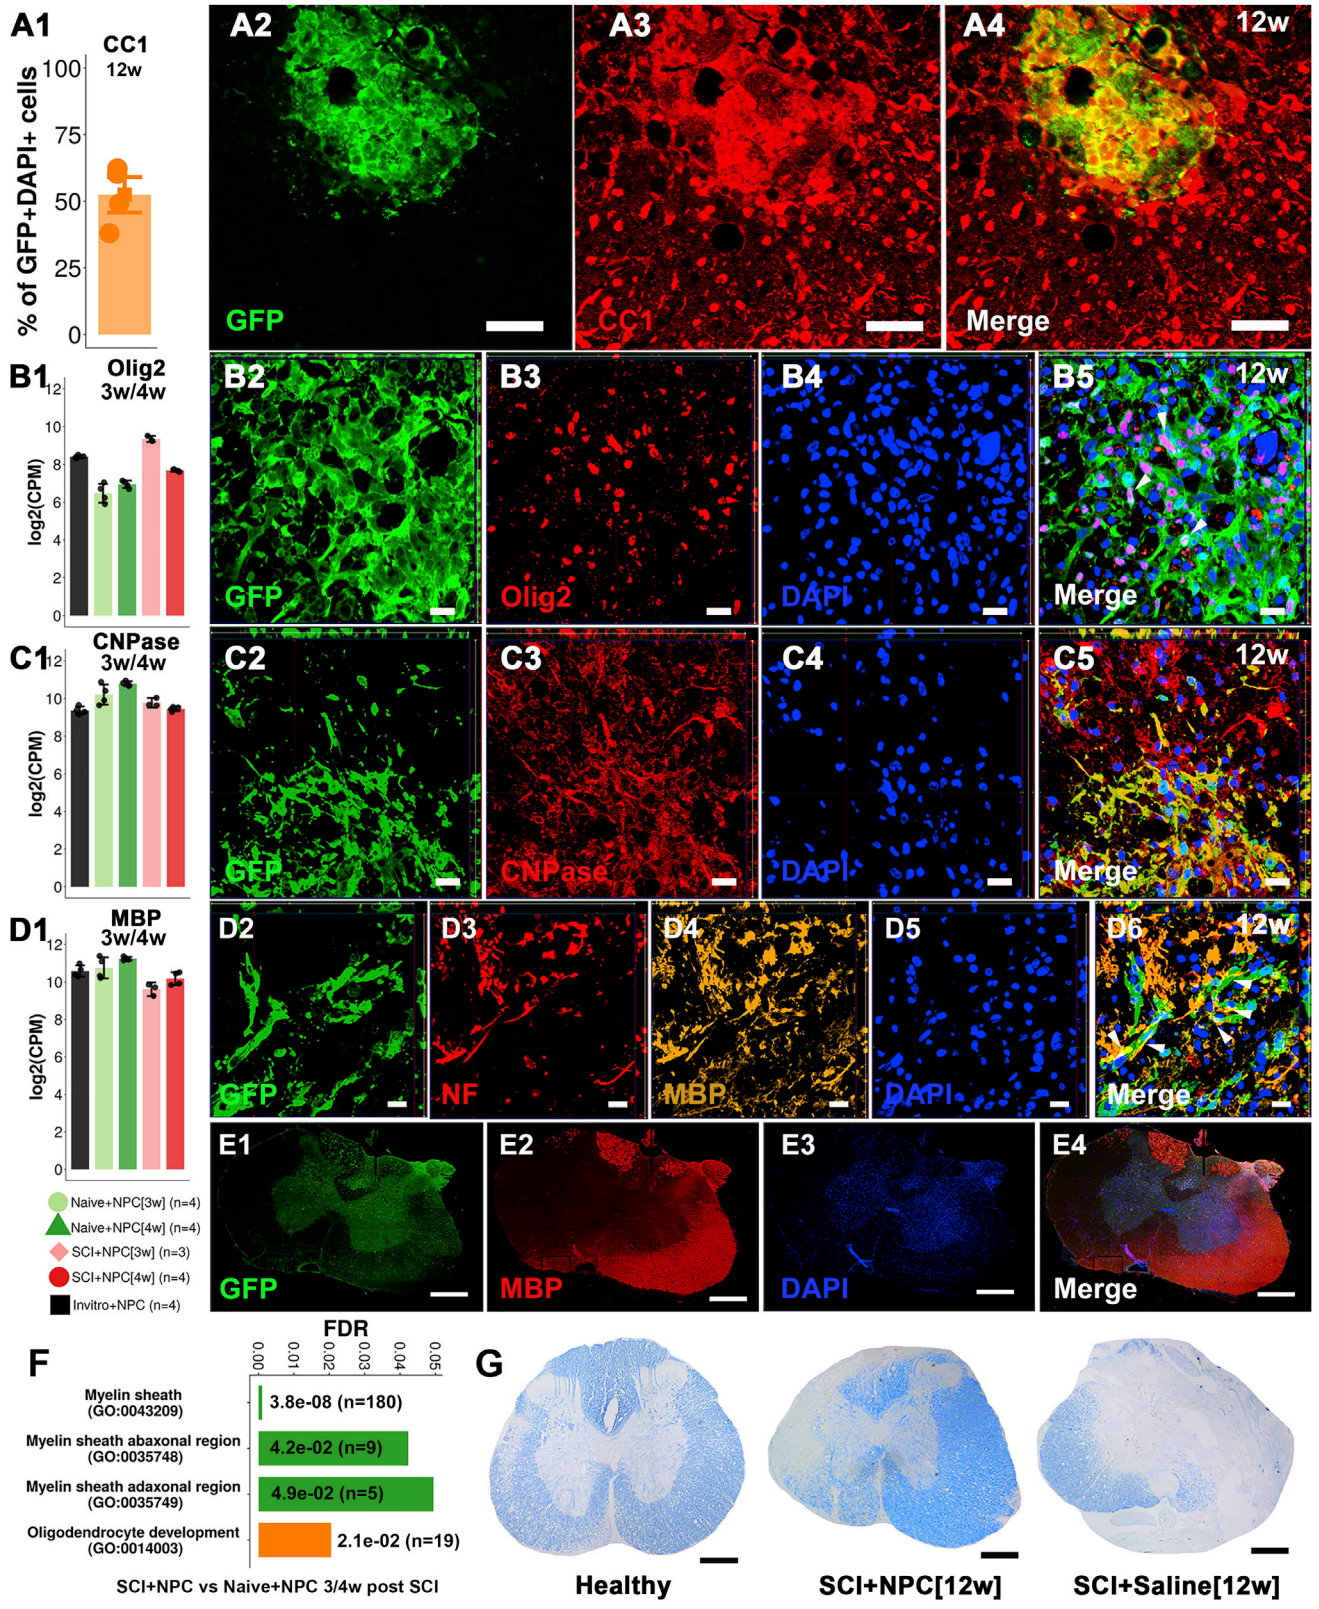 A1
CC1
12w
% of GFP+DAPI+ cells
100
75
50
25
0
A2
GFP
A3
CC1
A4
12w
Merge
B1
Olig2
3w/4w
log2(CPM)
12
10
8
6
4
2
0
B2
GFP
B3
Olig2
B4
DAPI
B5
12w
Merge
C1
CNPase
3w/4w
log2(CPM)
12
10
8
6
4
2
0
C2
GFP
C3
CNPase
C4
DAPI
C5
12w
Merge
D1
MBP
3w/4w
log2(CPM)
12
10
8
6
4
2
0
D2
GFP
D3
NF
D4
MBP
D5
DAPI
D6
12w
Merge
Naive+NPC[3w] (n=4)
Naive+NPC[4w] (n=4)
SCI+NPC[3w] (n=3)
SCI+NPC[4w] (n=4)
Invitro+NPC (n=4)
E1
GFP
E2
MBP
E3
DAPI
E4
Merge
F
FDR
0.00
0.01
0.02
0.03
0.04
0.05
Myelin sheath
(GO:0043209)
3.8e-08 (n=180)
Myelin sheath abaxonal region
(GO:0035748)
4.2e-02 (n=9)
Myelin sheath adaxonal region
(GO:0035749)
4.9e-02 (n=5)
Oligodendrocyte development
(GO:0014003)
2.1e-02 (n=19)
SCI+NPC vs Naive+NPC 3/4w post SCI
G
Healthy
SCI+NPC[12w]
SCI+Saline[12w]